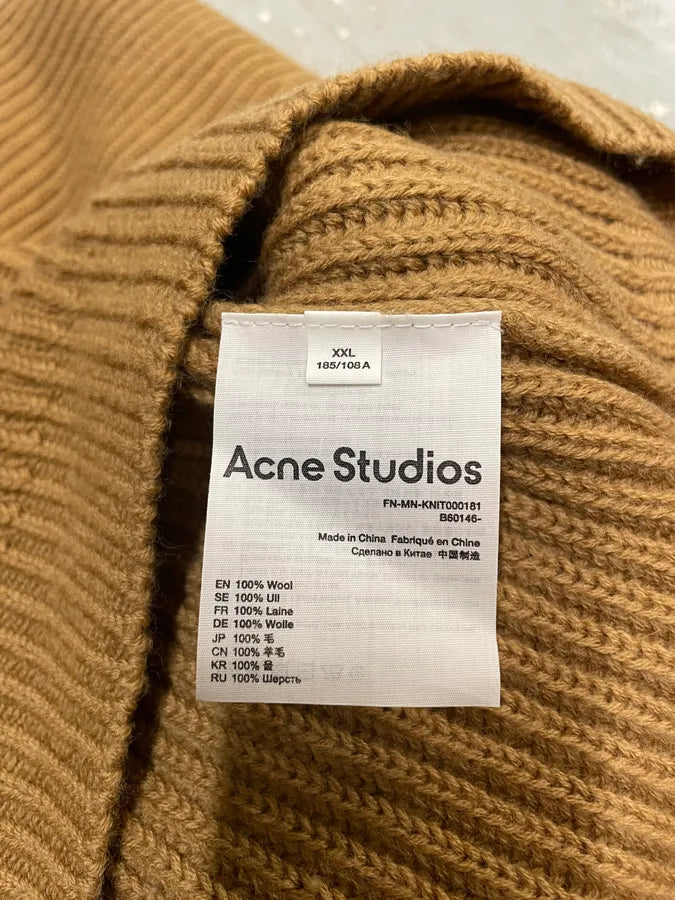 XXL
185/108A
Acne Studios
FN-MN-KNIT000181
B60146-
Made in China Fabriqué en Chine
Сделано в Китае 中国制造
EN 100% Wool
SE 100% Ull
FR 100% Laine
DE 100% Wolle
JP 100% 毛
CN 100% 羊毛
KR 100% 울
RU 100% Шерсть